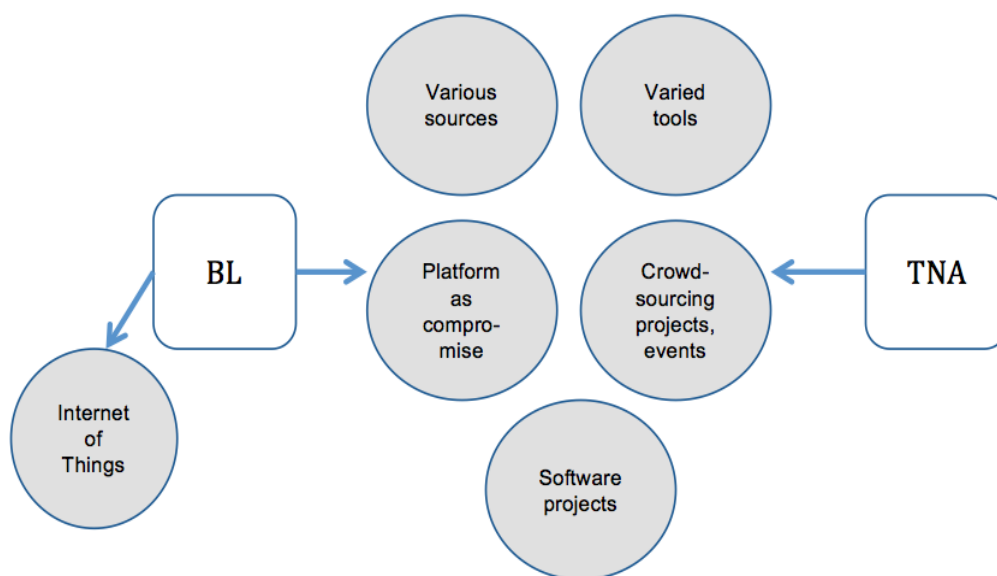 Various
sources
Varied
tools
BL
Platform
as
compro-
mise
Crowd-
sourcing
projects,
events
TNA
Internet
of
Things
Software
projects